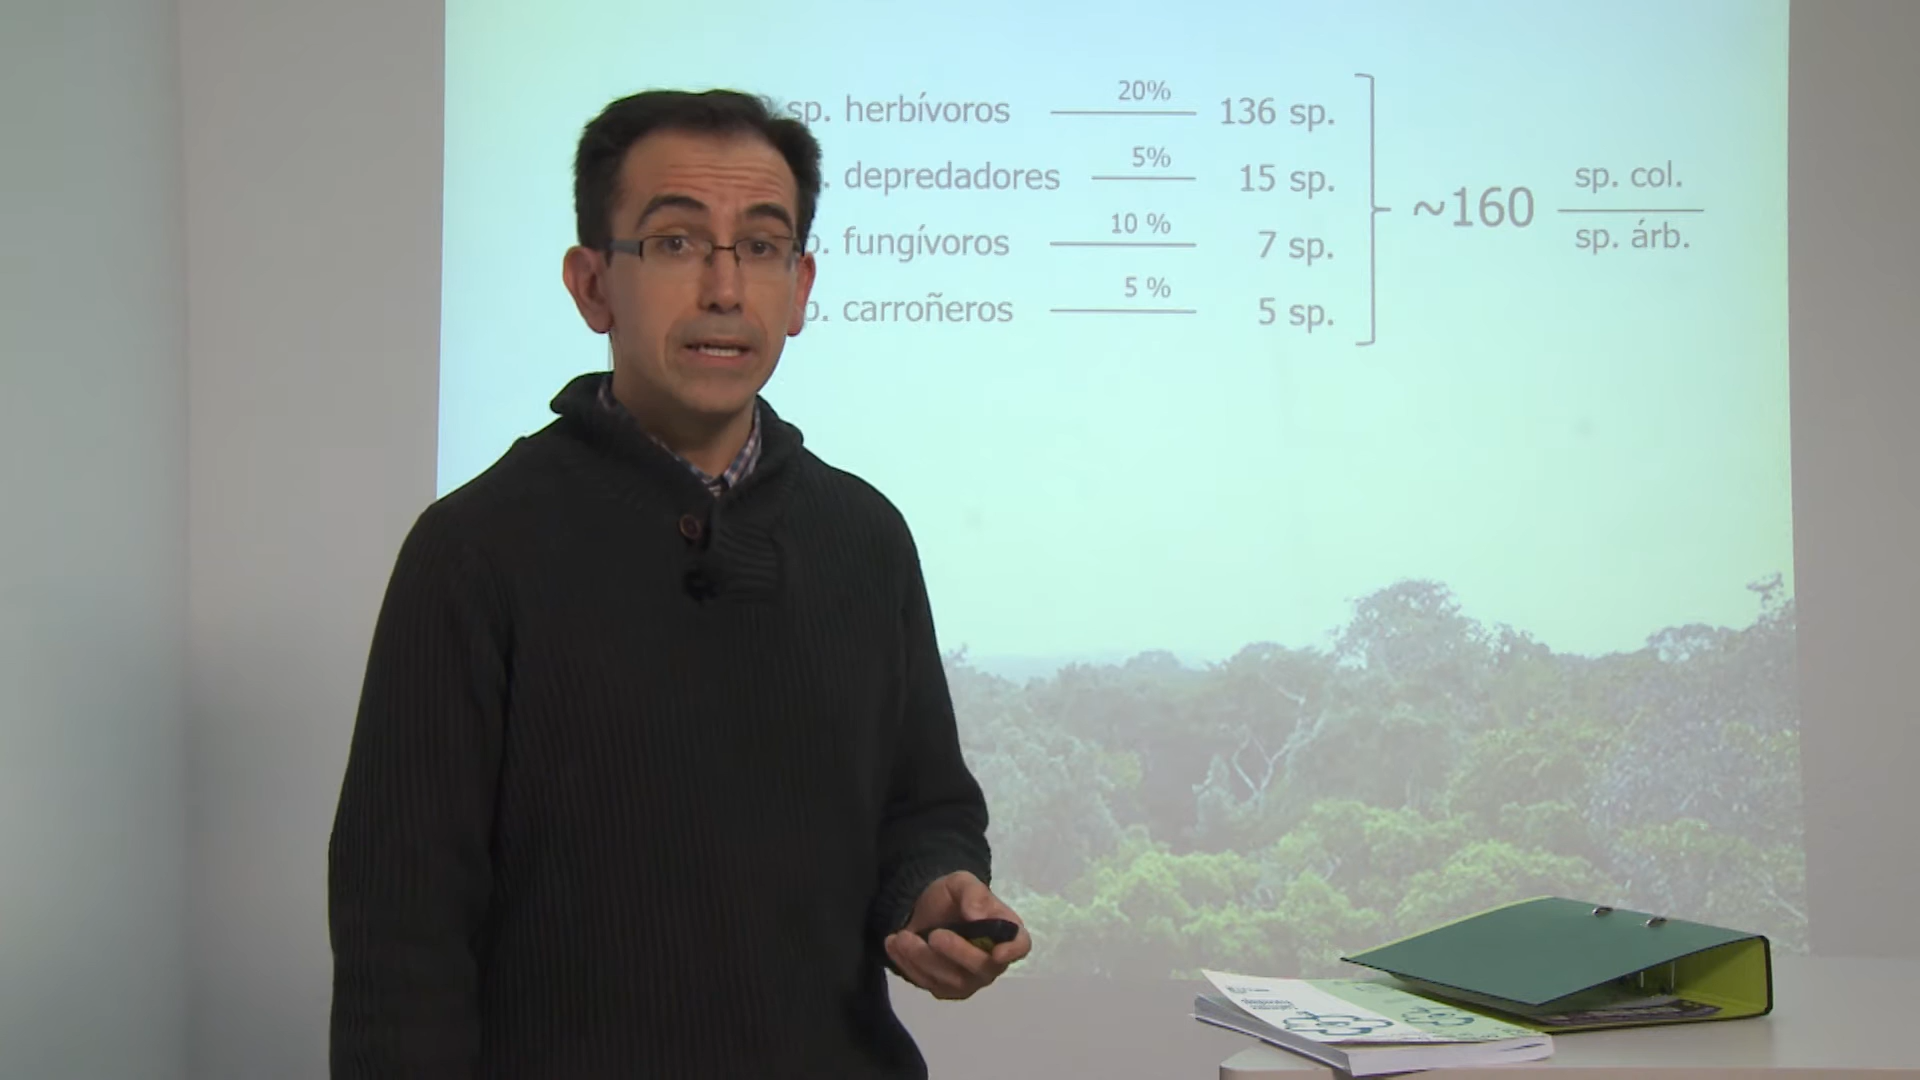 sp. herbívoros 20% 136 sp.
depredadores 5% 15 sp.
fungívoros 10 % 7 sp.
carroñeros 5 % 5 sp.
~160 sp. col.
sp. árb.